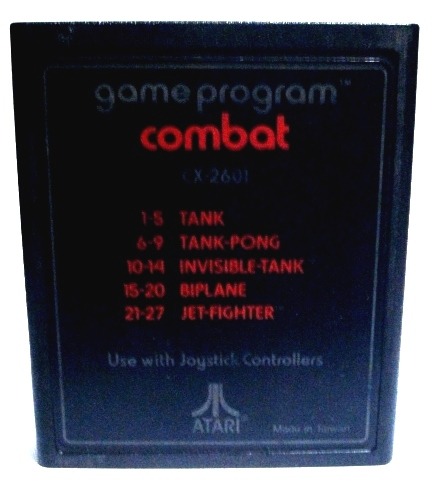 game program™
combat
CX-2601
1-5 TANK
6-9 TANK-PONG
10-14 INVISIBLE-TANK
15-20 BIPLANE
21-27 JET-FIGHTER
Use with Joystick Controllers
ATARI®
Made in Taiwan